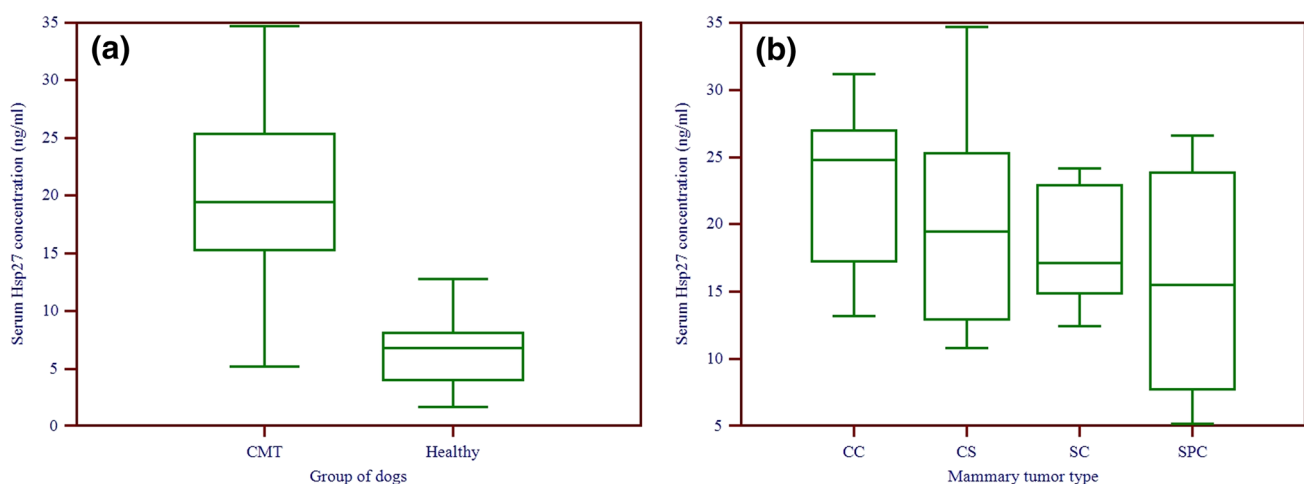 (a)
Serum Hsp27 concentration (ng/ml)
35
30
25
20
15
10
5
0
CMT
Healthy
Group of dogs
(b)
Serum Hsp27 concentration (ng/ml)
35
30
25
20
15
10
5
CC
CS
SC
SPC
Mammary tumor type